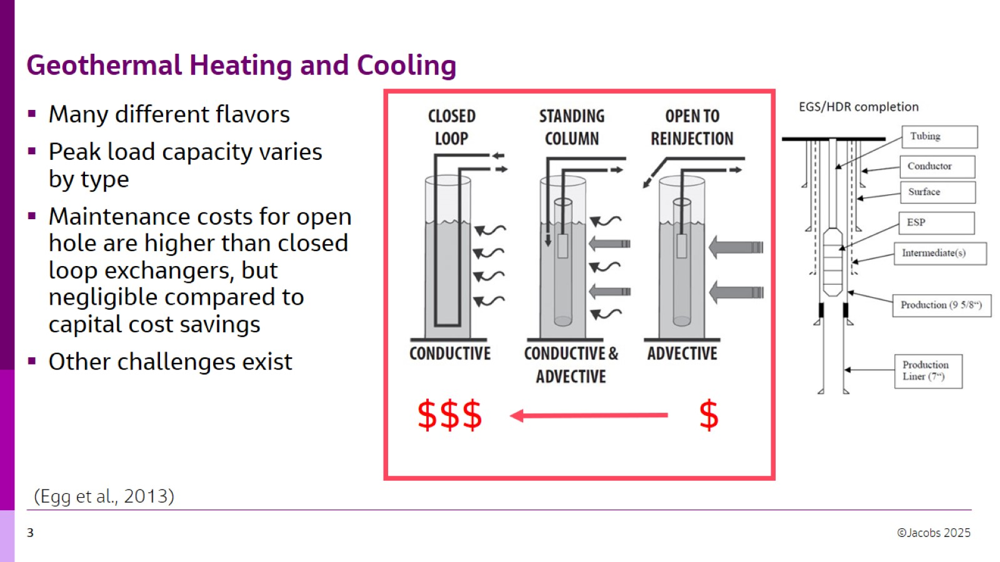 Geothermal Heating and Cooling
▪ Many different flavors
▪ Peak load capacity varies
by type
▪ Maintenance costs for open
hole are higher than closed
loop exchangers, but
negligible compared to
capital cost savings
▪ Other challenges exist
CLOSED
LOOP
STANDING
COLUMN
OPEN TO
REINJECTION
CONDUCTIVE
CONDUCTIVE &
ADVECTIVE
ADVECTIVE
$$$
$
EGS/HDR completion
Tubing
Conductor
Surface
ESP
Intermediate(s)
Production (9 5/8“)
Production
Liner (7“)
(Egg et al., 2013)
3
©Jacobs 2025